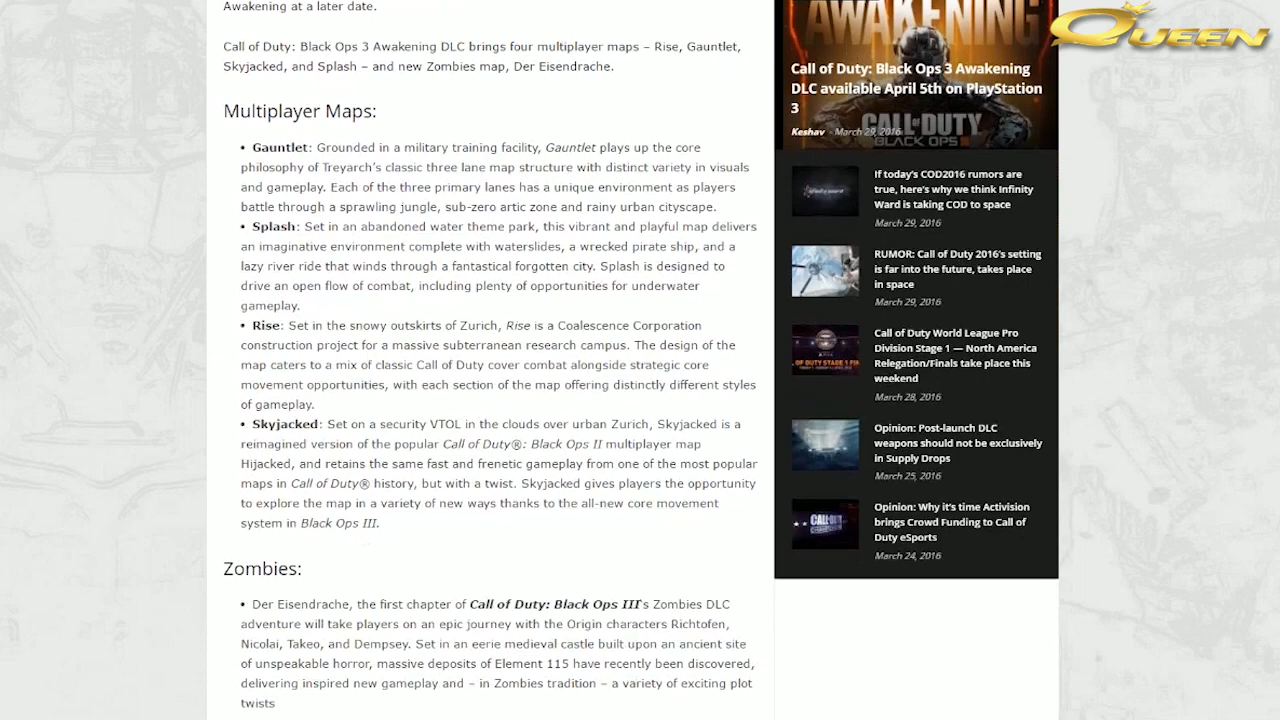 Awakening at a later date.
Call of Duty: Black Ops 3 Awakening DLC brings four multiplayer maps – Rise, Gauntlet,
Skyjacked, and Splash – and new Zombies map, Der Eisendrache.
Multiplayer Maps:
• Gauntlet: Grounded in a military training facility, Gauntlet plays up the core
philosophy of Treyarch's classic three lane map structure with distinct variety in visuals
and gameplay. Each of the three primary lanes has a unique environment as players
battle through a sprawling jungle, sub-zero artic zone and rainy urban cityscape.
• Splash: Set in an abandoned water theme park, this vibrant and playful map delivers
an imaginative environment complete with waterslides, a wrecked pirate ship, and a
lazy river ride that winds through a fantastical forgotten city. Splash is designed to
drive an open flow of combat, including plenty of opportunities for underwater
gameplay.
• Rise: Set in the snowy outskirts of Zurich, Rise is a Coalescence Corporation
construction project for a massive subterranean research campus. The design of the
map caters to a mix of classic Call of Duty cover combat alongside strategic core
movement opportunities, with each section of the map offering distinctly different styles
of gameplay.
• Skyjacked: Set on a security VTOL in the clouds over urban Zurich, Skyjacked is a
reimagined version of the popular Call of Duty®: Black Ops II multiplayer map
Hijacked, and retains the same fast and frenetic gameplay from one of the most popular
maps in Call of Duty® history, but with a twist. Skyjacked gives players the opportunity
to explore the map in a variety of new ways thanks to the all-new core movement
system in Black Ops III.
Zombies:
• Der Eisendrache, the first chapter of Call of Duty: Black Ops III's Zombies DLC
adventure will take players on an epic journey with the Origin characters Richtofen,
Nicolai, Takeo, and Dempsey. Set in an eerie medieval castle built upon an ancient site
of unspeakable horror, massive deposits of Element 115 have recently been discovered,
delivering inspired new gameplay and – in Zombies tradition – a variety of exciting plot
twists
QUEEN
AWAKENING
Call of Duty: Black Ops 3 Awakening
DLC available April 5th on PlayStation
3
Keshav - March 29, 2016
CALL OF DUTY
BLACK OPS III
If today's COD2016 rumors are
true, here's why we think Infinity
Ward is taking COD to space
March 29, 2016
RUMOR: Call of Duty 2016's setting
is far into the future, takes place
in space
March 29, 2016
Call of Duty World League Pro
Division Stage 1 — North America
Relegation/Finals take place this
weekend
March 28, 2016
Opinion: Post-launch DLC
weapons should not be exclusively
in Supply Drops
March 25, 2016
Opinion: Why it's time Activision
brings Crowd Funding to Call of
Duty eSports
March 24, 2016